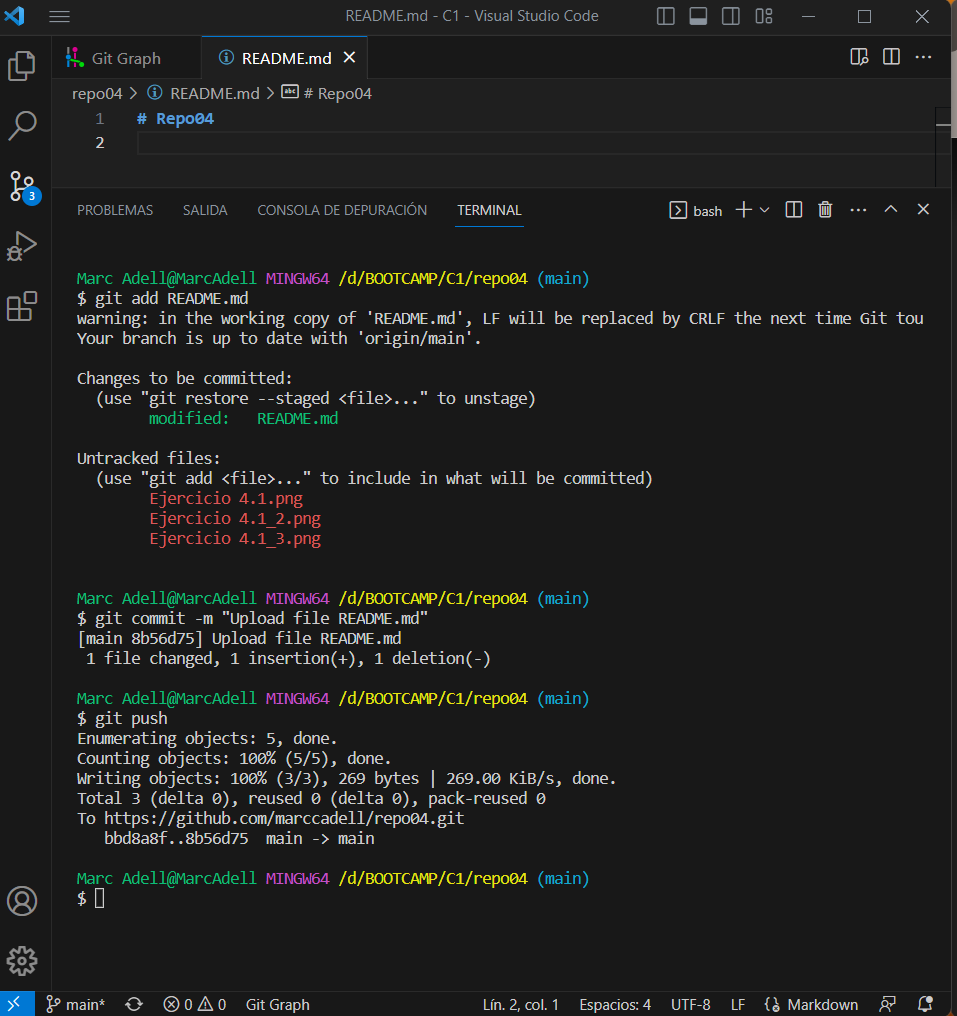 README.md - C1 - Visual Studio Code
Git Graph
README.md
repo04 > README.md > # Repo04
1 # Repo04
2
3
PROBLEMAS SALIDA CONSOLA DE DEPURACIÓN TERMINAL
bash
Marc Adell@MarcAdell MINGW64 /d/BOOTCAMP/C1/repo04 (main)
$ git add README.md
warning: in the working copy of 'README.md', LF will be replaced by CRLF the next time Git tou
Your branch is up to date with 'origin/main'.
Changes to be committed:
(use "git restore --staged <file>..." to unstage)
modified: README.md
Untracked files:
(use "git add <file>..." to include in what will be committed)
Ejercicio 4.1.png
Ejercicio 4.1_2.png
Ejercicio 4.1_3.png
Marc Adell@MarcAdell MINGW64 /d/BOOTCAMP/C1/repo04 (main)
$ git commit -m "Upload file README.md"
[main 8b56d75] Upload file README.md
1 file changed, 1 insertion(+), 1 deletion(-)
Marc Adell@MarcAdell MINGW64 /d/BOOTCAMP/C1/repo04 (main)
$ git push
Enumerating objects: 5, done.
Counting objects: 100% (5/5), done.
Writing objects: 100% (3/3), 269 bytes | 269.00 KiB/s, done.
Total 3 (delta 0), reused 0 (delta 0), pack-reused 0
To https://github.com/marccadell/repo04.git
bbd8a8f..8b56d75 main -> main
Marc Adell@MarcAdell MINGW64 /d/BOOTCAMP/C1/repo04 (main)
$
main* 0 0 Git Graph Lín. 2, col. 1 Espacios: 4 UTF-8 LF Markdown